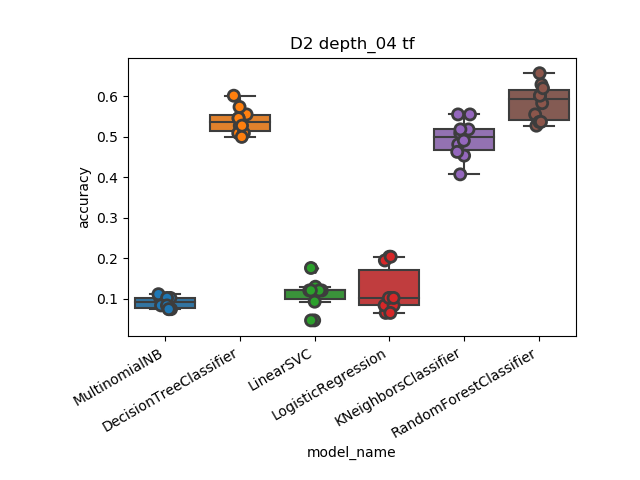 D2 depth_04 tf
accuracy
0.6
0.5
0.4
0.3
0.2
0.1
MultinomialNB
DecisionTreeClassifier
LinearSVC
LogisticRegression
KNeighborsClassifier
RandomForestClassifier
model_name